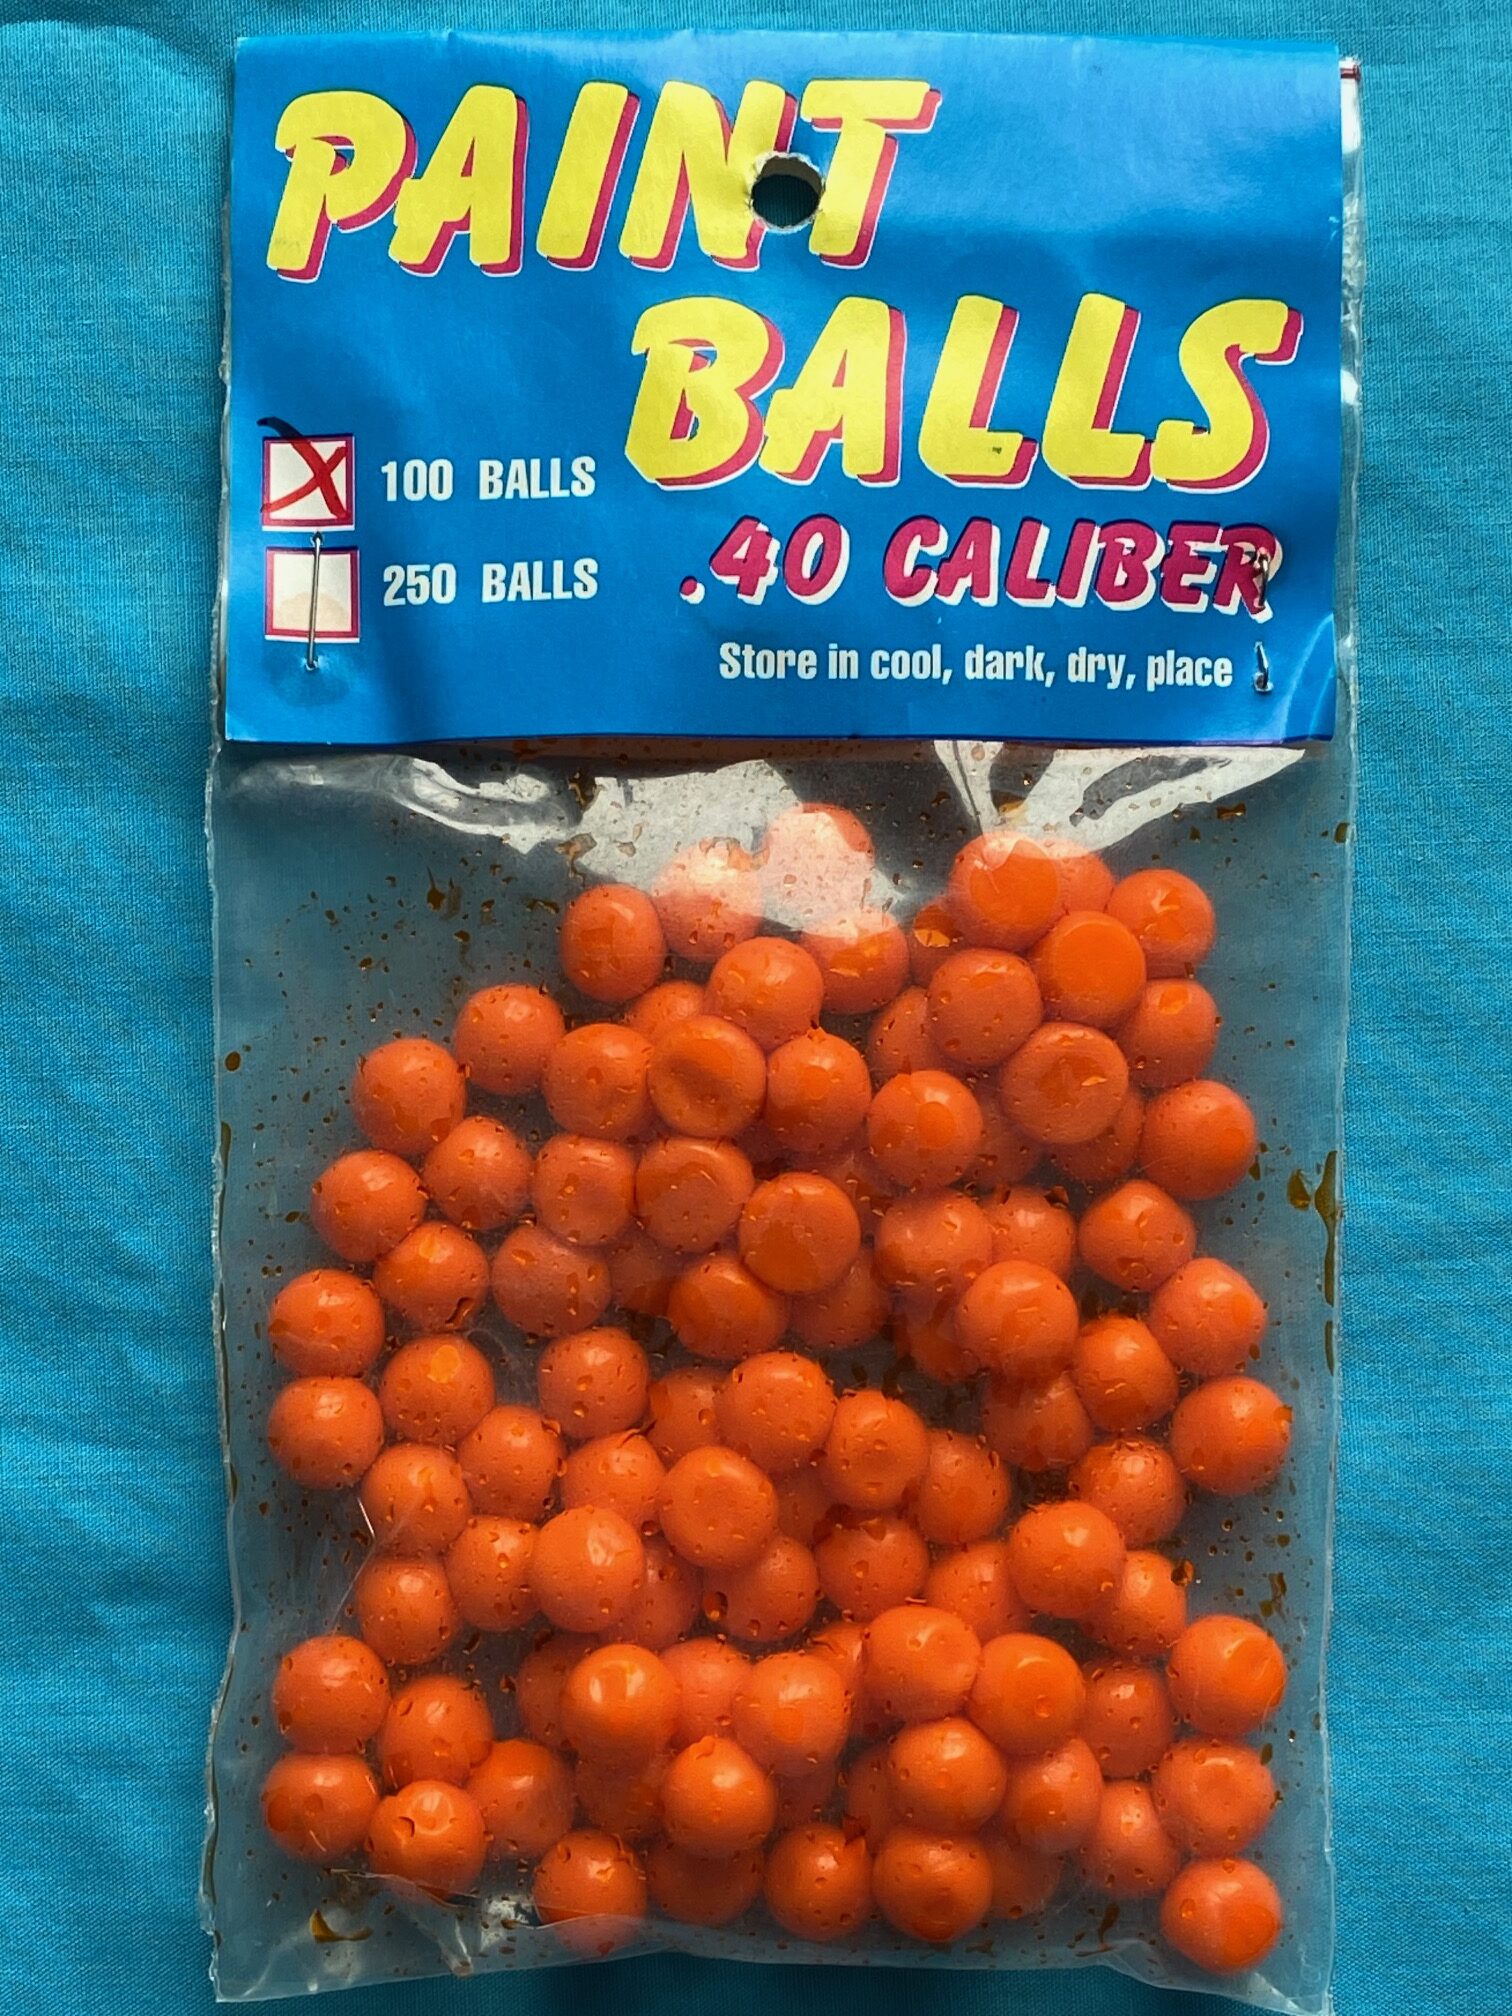 PAINT
BALLS
100 BALLS
250 BALLS
.40 CALIBER
Store in cool, dark, dry, place